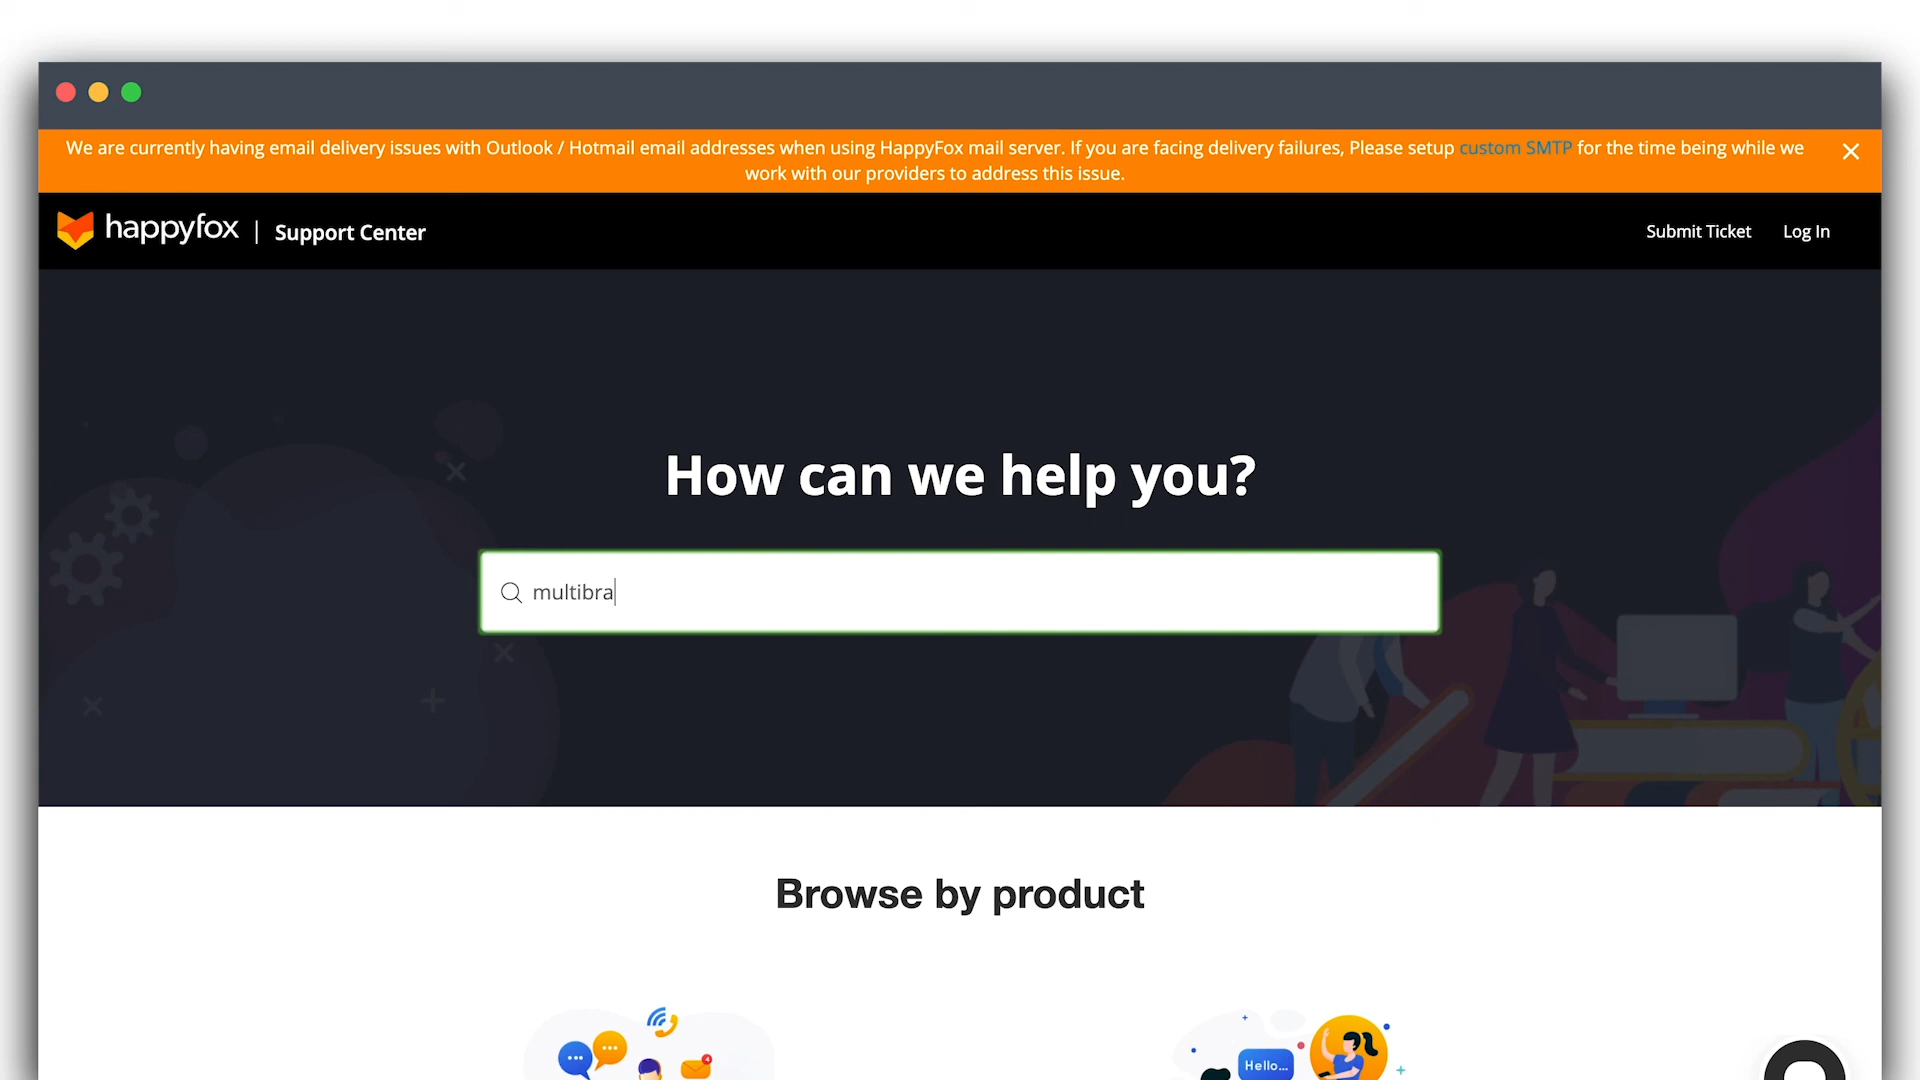 We are currently having email delivery issues with Outlook / Hotmail email addresses when using HappyFox mail server. If you are facing delivery failures, Please setup custom SMTP for the time being while we
work with our providers to address this issue.
happyfox | Support Center
Submit Ticket
Log In
How can we help you?
multibra
Browse by product
4
Hello...